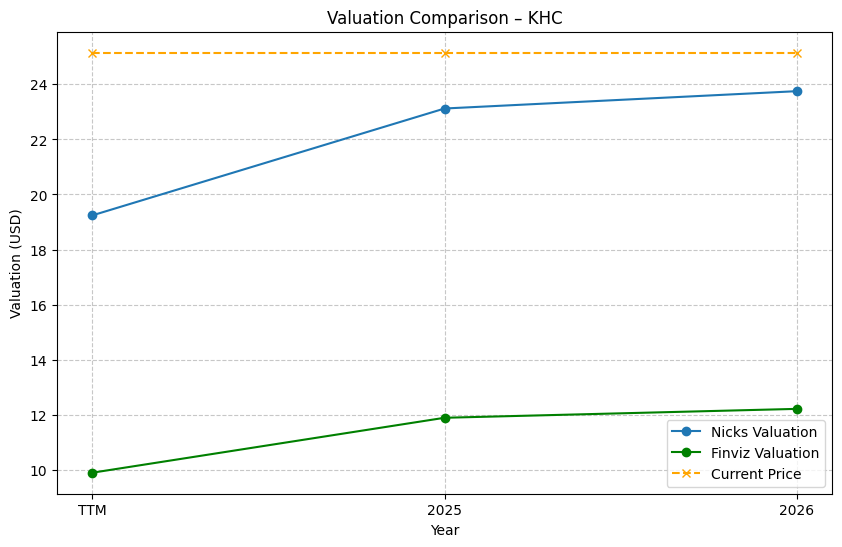 Valuation Comparison – KHC
Valuation (USD)
24
22
20
18
16
14
12
10
TTM
2025
2026
Year
Nicks Valuation
Finviz Valuation
Current Price